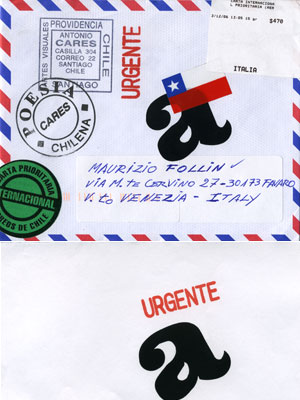 CARTA INTERNACIONA
L PRIORITARIA
$470
ITALIA
PROVIDENCIA
ARTES VISUALES
CHILE
ANTONIO
CARES
CASILLA 304
CORREO 22
SANTIAGO
CHILE
SANTIAGO
URGENTE
POESIA
CARES
CHILENA
a
CARTA PRIORITARIA
INTERNACIONAL
CORREOS DE CHILE
MAURIZIO FOLLIN
VIA M.te CERVINO 27-30173 FAVARO
V.to VENEZIA - ITALY
URGENTE
a